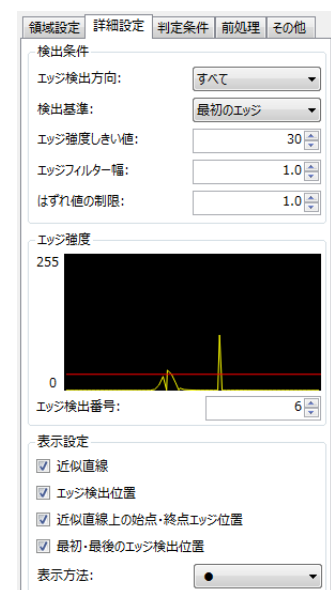 領域設定 詳細設定 判定条件 前処理 その他
検出条件
エッジ検出方向: すべて
検出基準: 最初のエッジ
エッジ強度しきい値: 30
エッジフィルター幅: 1.0
はずれ値の制限: 1.0
エッジ強度
255
0
エッジ検出番号: 6
表示設定
近似直線
エッジ検出位置
近似直線上の始点・終点エッジ位置
最初・最後のエッジ検出位置
表示方法: ●